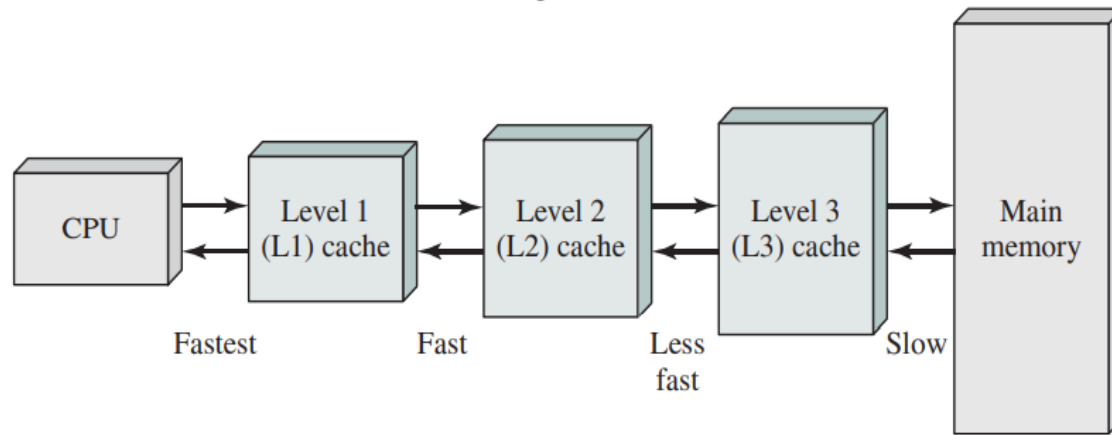 CPU
Level 1
(L1) cache
Level 2
(L2) cache
Level 3
(L3) cache
Main
memory
Fastest
Fast
Less
fast
Slow